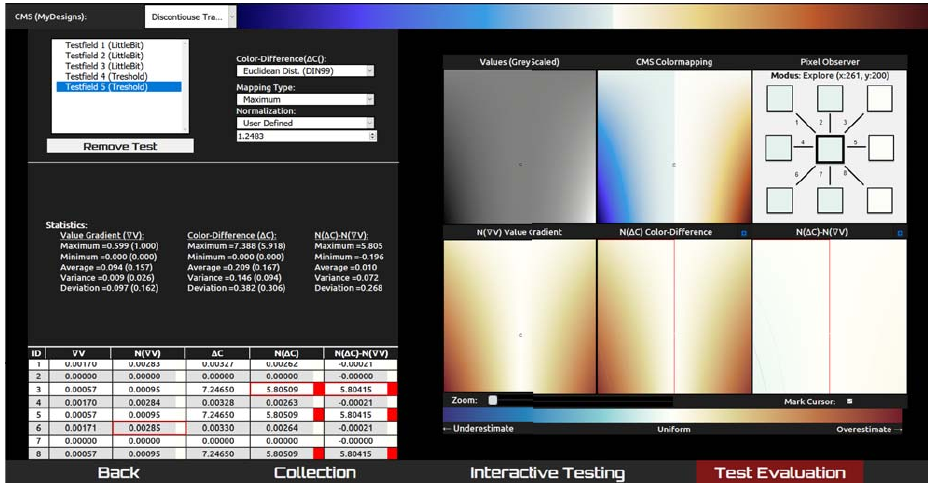 CMS (MyDesigns): Discontiouse Tra...
Testfield 1 (LittleBit)
Testfield 2 (LittleBit)
Testfield 3 (LittleBit)
Testfield 4 (Treshold)
Testfield 5 (Treshold)
Remove Test
Color-Difference(ΔC():
Euclidean Dist. (DIN99)
Mapping Type:
Maximum
Normalization:
User Defined
1.2483
Statistics:
Value Gradient (∇V):
Maximum =0.599 (1.000)
Minimum =0.000 (0.000)
Average =0.094 (0.157)
Variance =0.009 (0.026)
Deviation =0.097 (0.162)
Color-Difference (ΔC):
Maximum =7.388 (5.918)
Minimum =0.000 (0.000)
Average =0.209 (0.167)
Variance =0.146 (0.094)
Deviation =0.382 (0.306)
N(ΔC)-N(∇V):
Maximum =5.805
Minimum =-0.196
Average =0.010
Variance =0.072
Deviation =0.268
ID ∇V N(∇V) ΔC N(ΔC) N(ΔC)-N(∇V)
1 0.00170 0.00283 0.00327 0.00262 -0.00021
2 0.00000 0.00000 0.00000 0.00000 -0.00000
3 0.00057 0.00095 7.24650 5.80509 5.80415
4 0.00170 0.00284 0.00328 0.00263 -0.00021
5 0.00057 0.00095 7.24650 5.80509 5.80415
6 0.00171 0.00285 0.00330 0.00264 -0.00021
7 0.00000 0.00000 0.00000 0.00000 -0.00000
8 0.00057 0.00095 7.24650 5.80509 5.80415
Values (Greyscaled) CMS Colormapping Pixel Observer
Modus: Explore (x:261, y:200)
1 2 3
4 5
6 7 8
N(∇V) Value Gradient N(ΔC) Color-Difference N(ΔC)-N(∇V)
Zoom: Mark Cursor:
← Underestimate Uniform Overestimate →
Back Collection Interactive Testing Test Evaluation